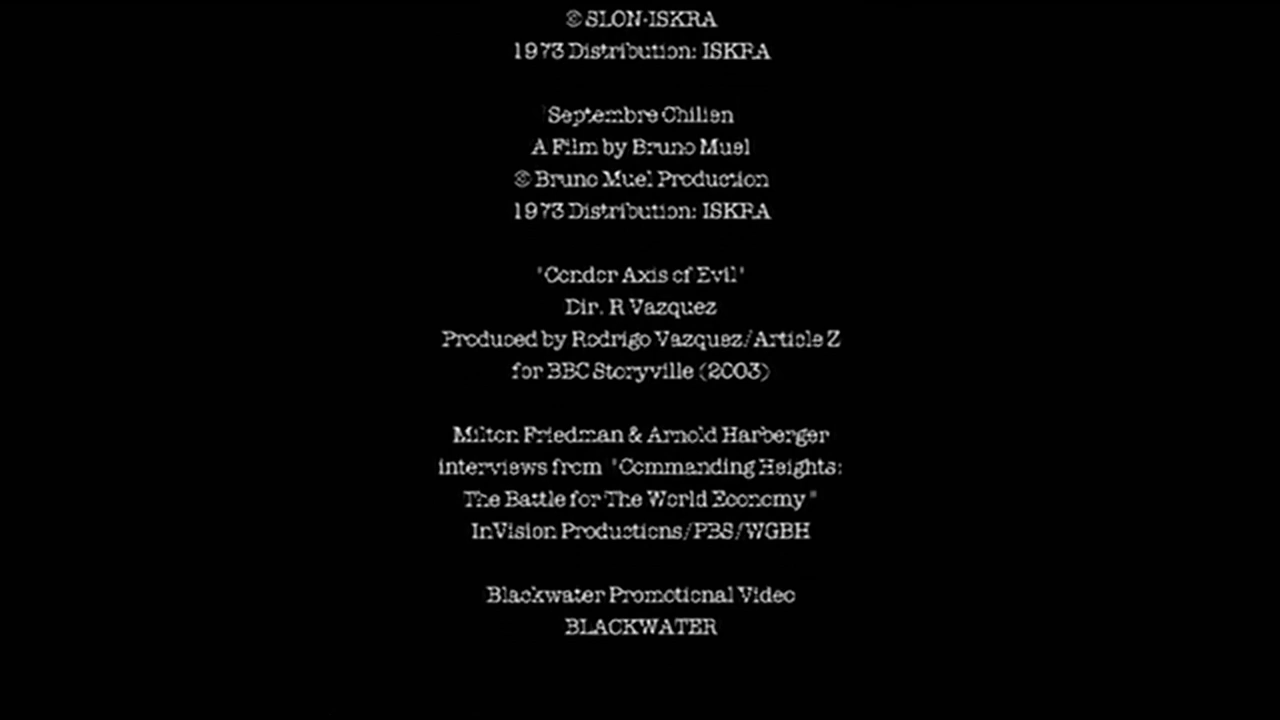 © SLON-ISKRA
1973 Distribution: ISKRA
'Septembre Chilien
A Film by Bruno Muel
© Bruno Muel Production
1973 Distribution: ISKRA
'Condor Axis of Evil'
Dir. R Vazquez
Produced by Rodrigo Vazquez/Article Z
for BBC Storyville (2003)
Milton Friedman & Arnold Harberger
interviews from "Commanding Heights:
The Battle for The World Economy"
InVision Productions/PBS/WGBH
Blackwater Promotional Video
BLACKWATER